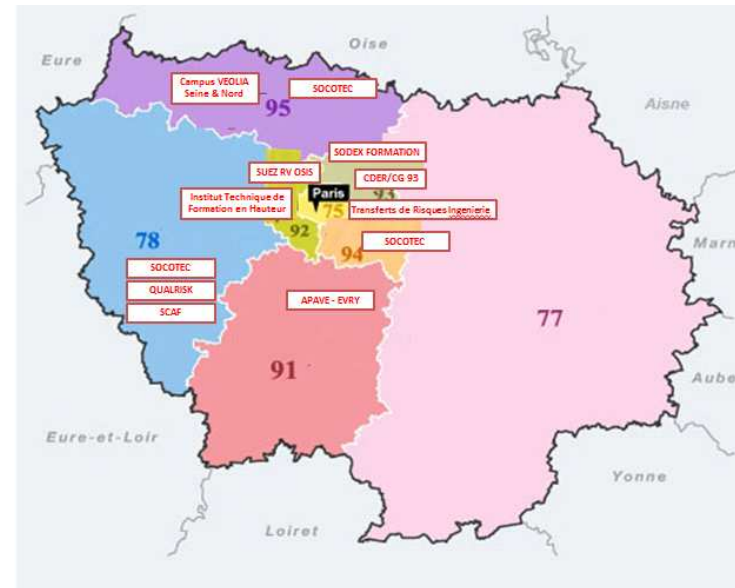 Oise
Eure
Campus VEOLIA
Seine & Nord
SOCOTEC
95
Aisne
SODEX FORMATION
SUEZ RV OSIS
CDER/CG 93
93
Institut Technique de
Formation en Hauteur
Paris
75
Transferts de Risques Ingenierie
92
78
94
SOCOTEC
Marn
SOCOTEC
QUALRISK
SCAF
APAVE - EVRY
77
91
Aube
Eure-et-Loir
Yonne
Loiret